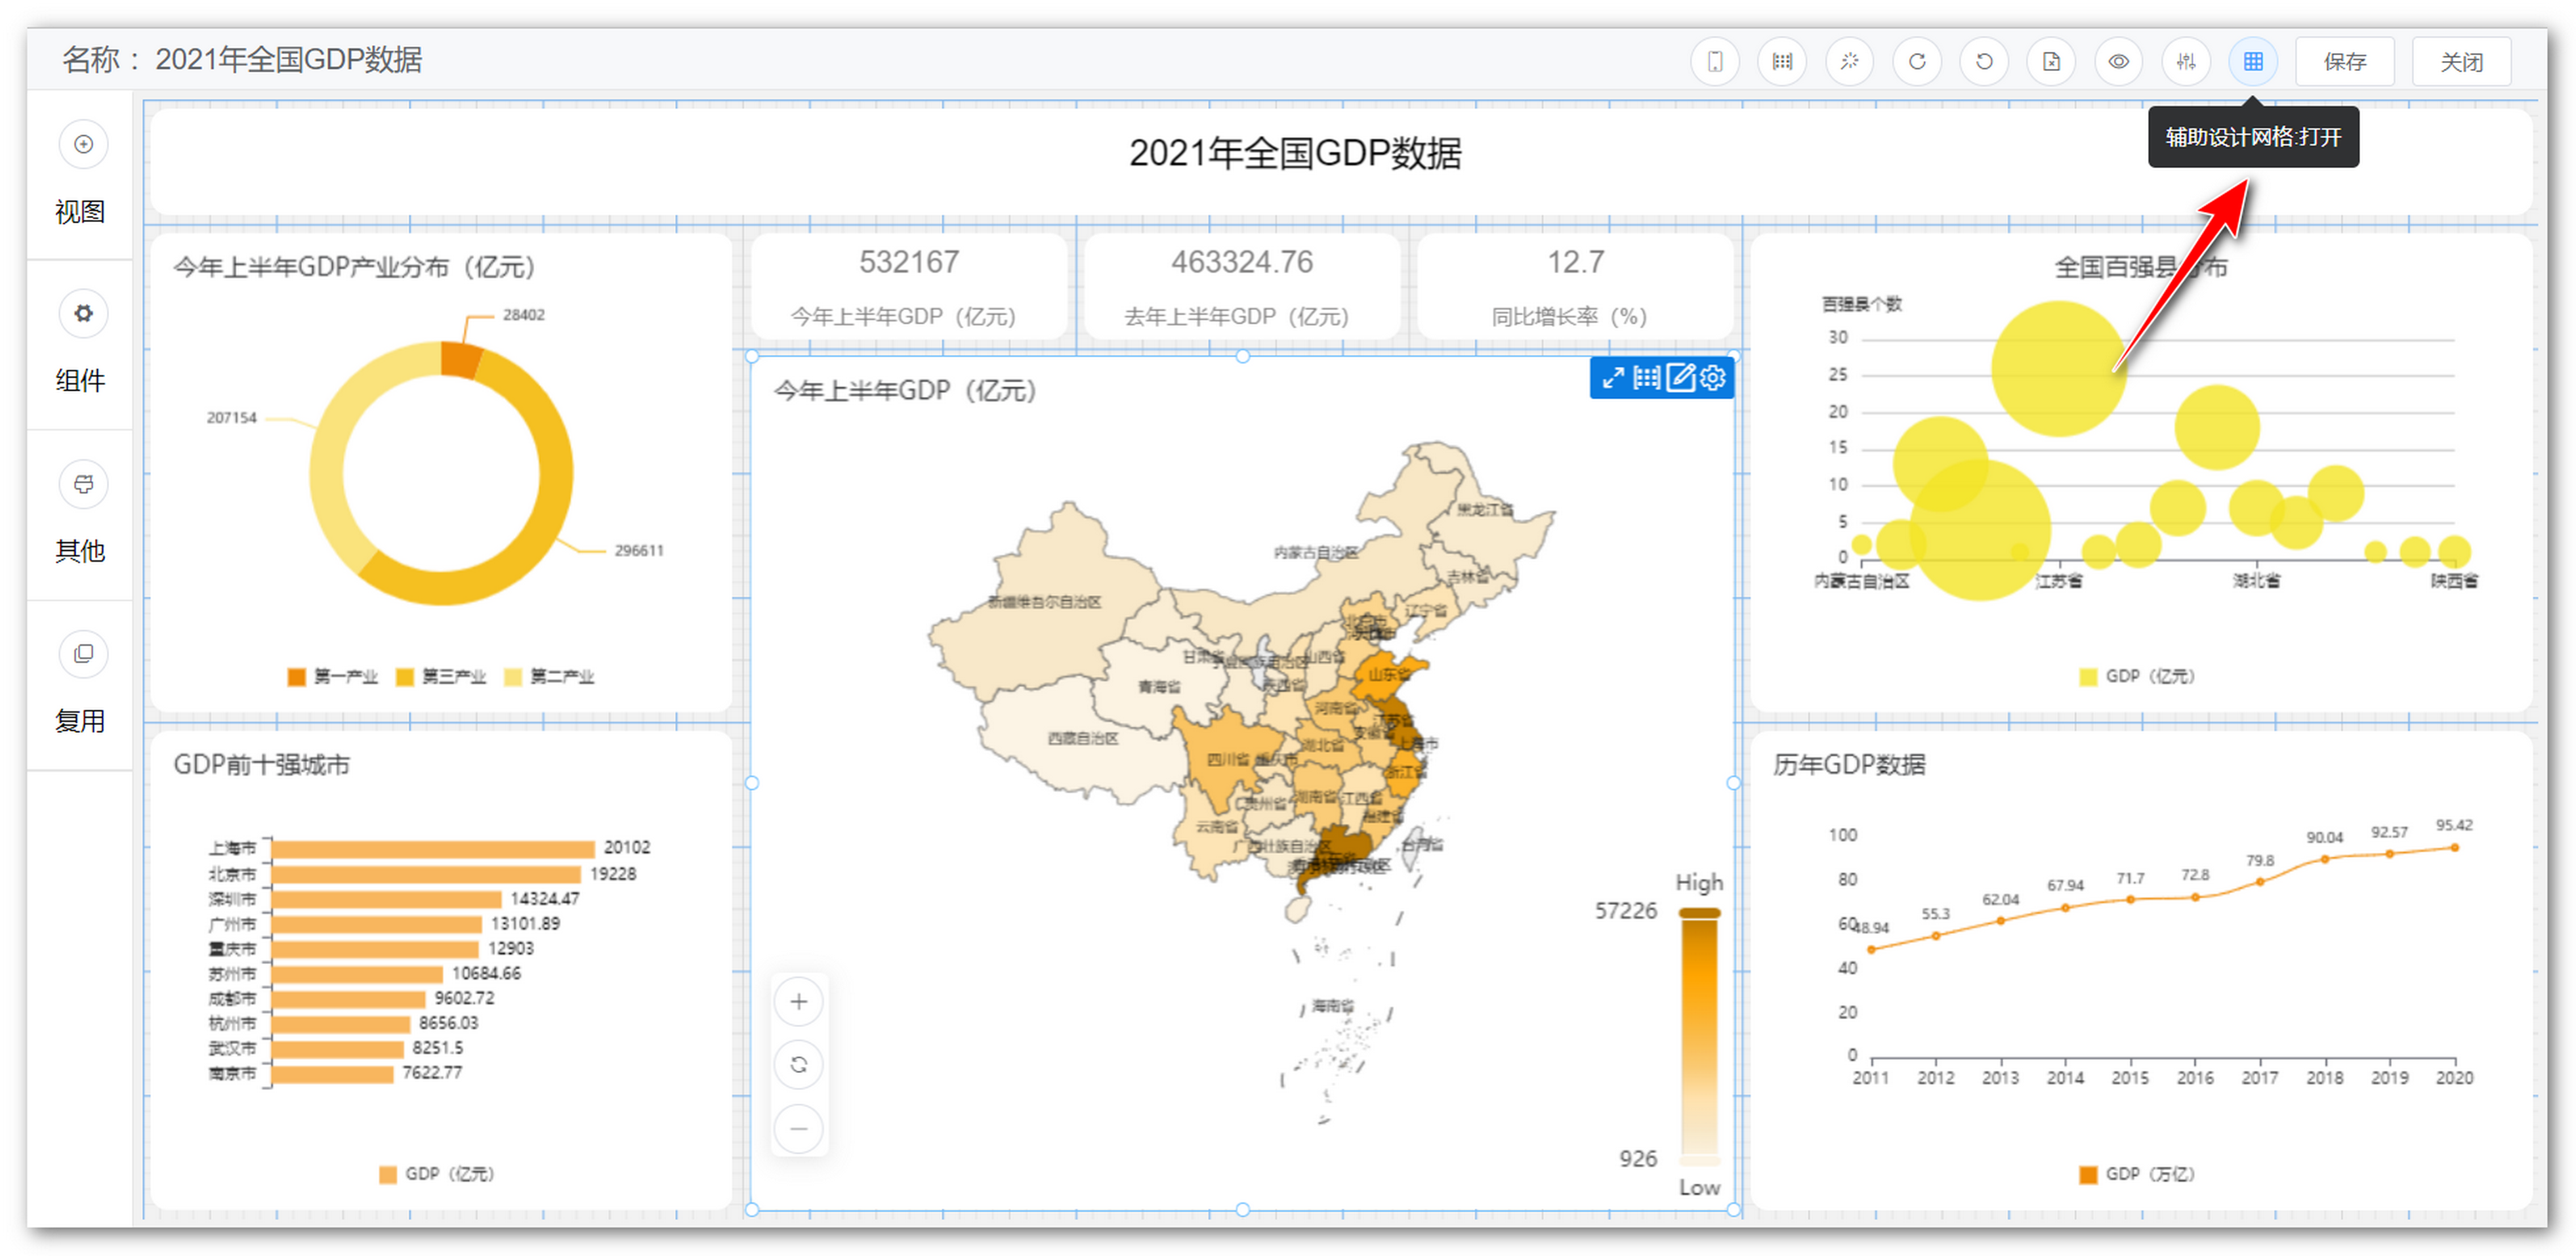 名称： 2021年全国GDP数据
保存
关闭
辅助设计网格:打开
视图
组件
其他
复用
2021年全国GDP数据
今年上半年GDP产业分布（亿元）
28402
207154
296611
第一产业
第三产业
第二产业
532167
今年上半年GDP（亿元）
463324.76
去年上半年GDP（亿元）
12.7
同比增长率（%）
今年上半年GDP（亿元）
黑龙江省
内蒙古自治区
吉林省
新疆维吾尔自治区
辽宁省
北京市
甘肃省
山西省
山东省
青海省
陕西省
河南省
江苏省
安徽省
西藏自治区
湖北省
上海市
四川省
重庆市
浙江省
贵州省
湖南省
江西省
福建省
云南省
广西壮族自治区
台湾省
海南省
High
57226
926
Low
全国百强县分布
百强县个数
30
25
20
15
10
5
0
内蒙古自治区
江苏省
湖北省
陕西省
GDP（亿元）
GDP前十强城市
上海市 20102
北京市 19228
深圳市 14324.47
广州市 13101.89
重庆市 12903
苏州市 10684.66
成都市 9602.72
杭州市 8656.03
武汉市 8251.5
南京市 7622.77
GDP（亿元）
历年GDP数据
100
80
60
40
20
0
48.94
55.3
62.04
67.94
71.7
72.8
79.8
90.04
92.57
95.42
2011 2012 2013 2014 2015 2016 2017 2018 2019 2020
GDP（万亿）